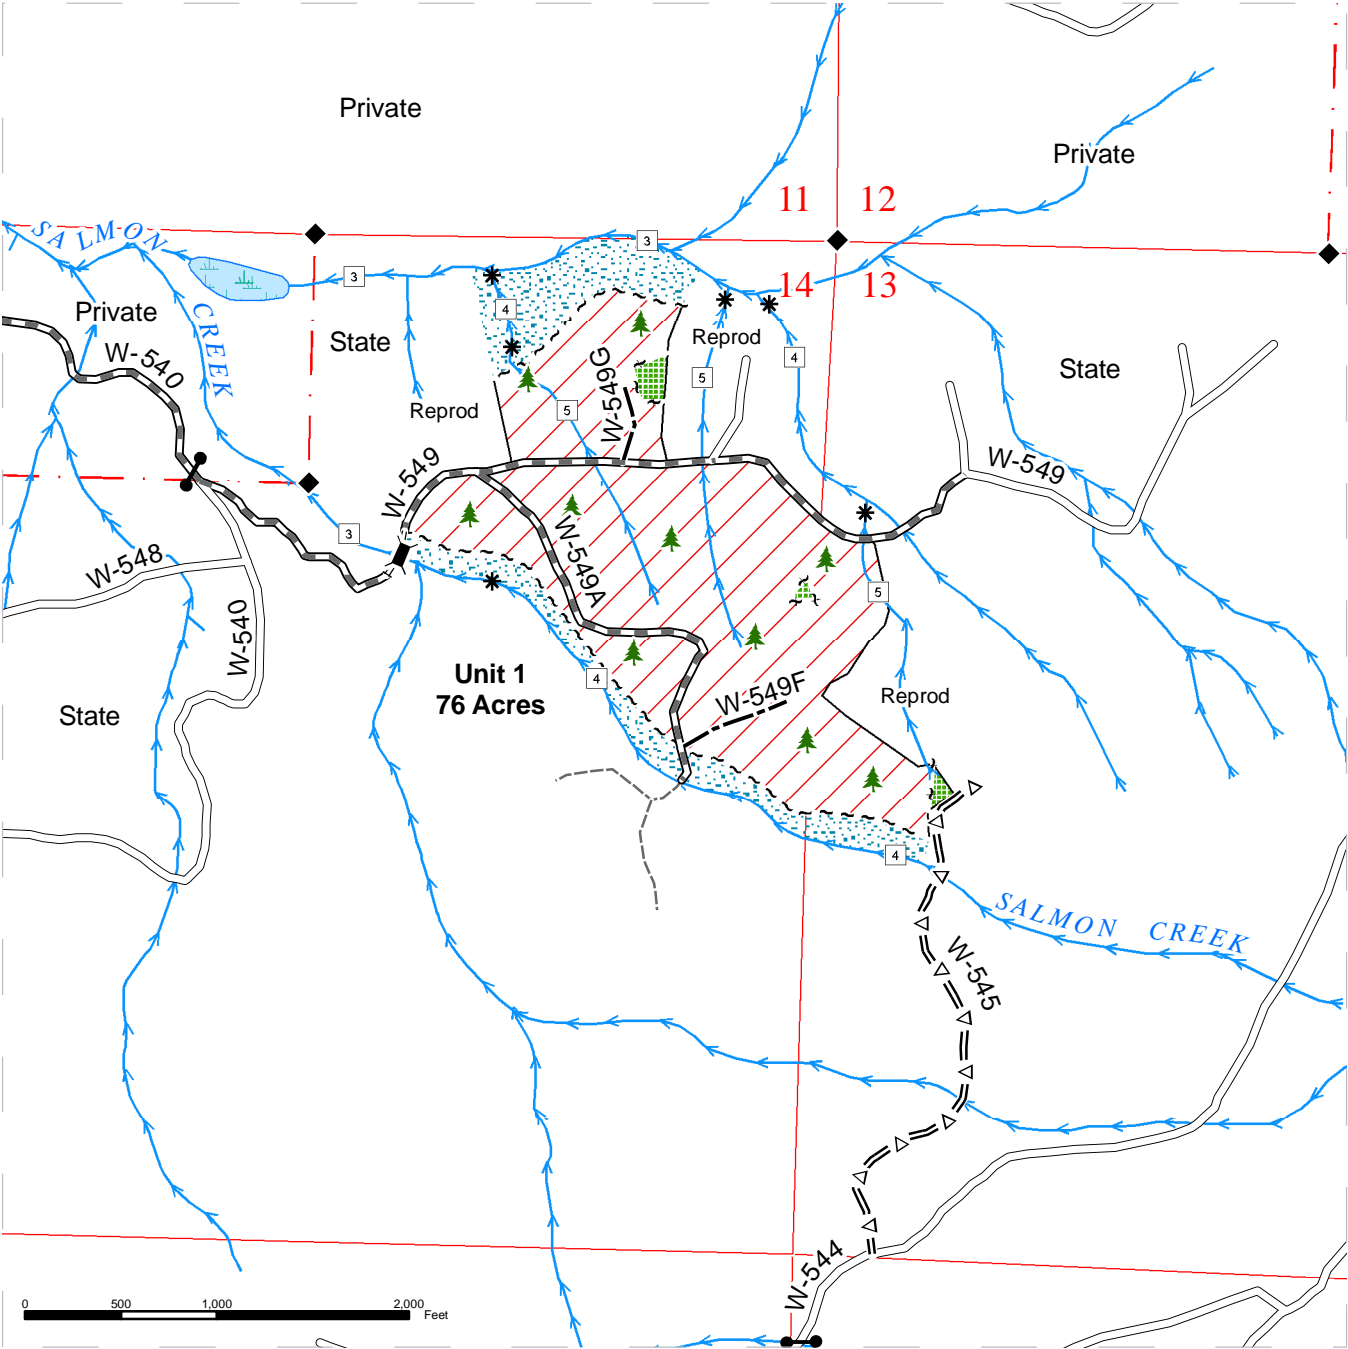 Private
Private
11
12
SALMON
3
3
14
13
Private
4
CREEK
State
Reprod
W-540
4
State
5
W-549G
Reprod
5
W-549
W-549
3
W-549A
W-548
5
W-540
Unit 1
76 Acres
4
W-549F
Reprod
State
4
SALMON CREEK
W-545
W-544
0 500 1,000 2,000
Feet